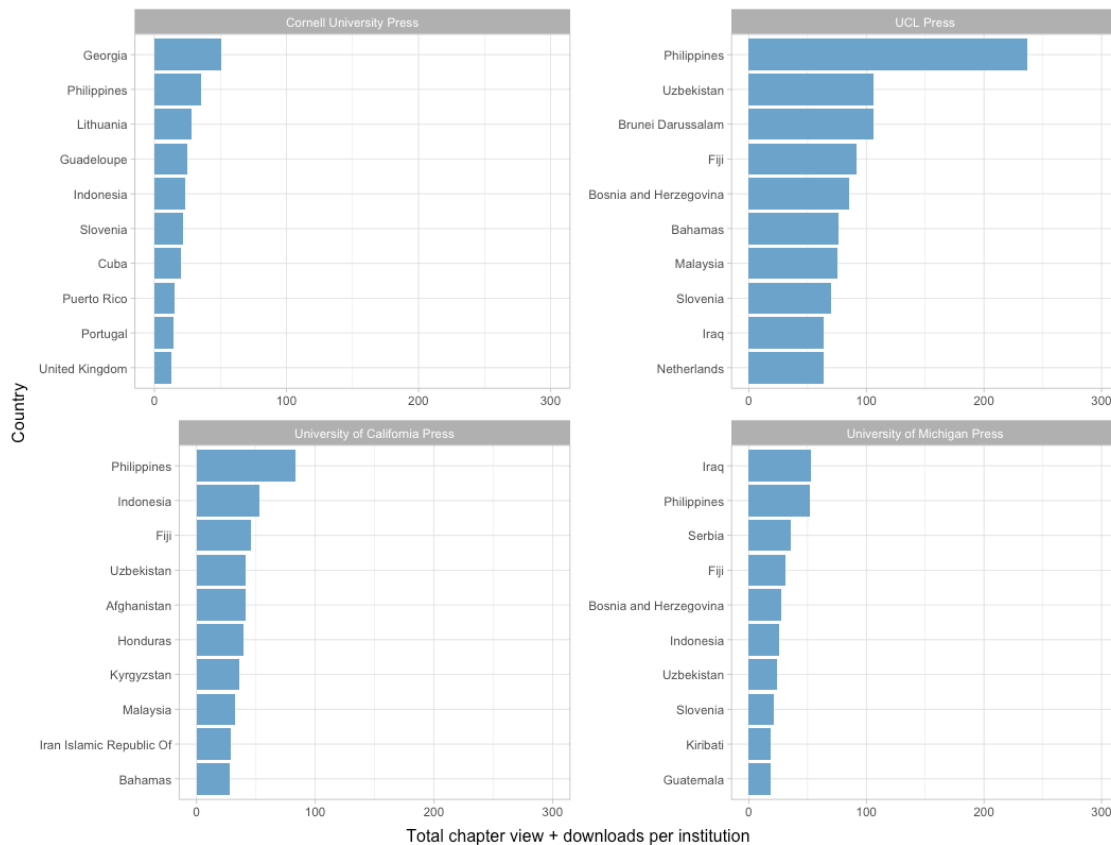 Cornell University Press
Georgia
Philippines
Lithuania
Guadeloupe
Indonesia
Slovenia
Cuba
Puerto Rico
Portugal
United Kingdom
0 100 200 300
UCL Press
Philippines
Uzbekistan
Brunei Darussalam
Fiji
Bosnia and Herzegovina
Bahamas
Malaysia
Slovenia
Iraq
Netherlands
0 100 200 300
Country
University of California Press
Philippines
Indonesia
Fiji
Uzbekistan
Afghanistan
Honduras
Kyrgyzstan
Malaysia
Iran Islamic Republic Of
Bahamas
0 100 200 300
University of Michigan Press
Iraq
Philippines
Serbia
Fiji
Bosnia and Herzegovina
Indonesia
Uzbekistan
Slovenia
Kiribati
Guatemala
0 100 200 300
Total chapter view + downloads per institution